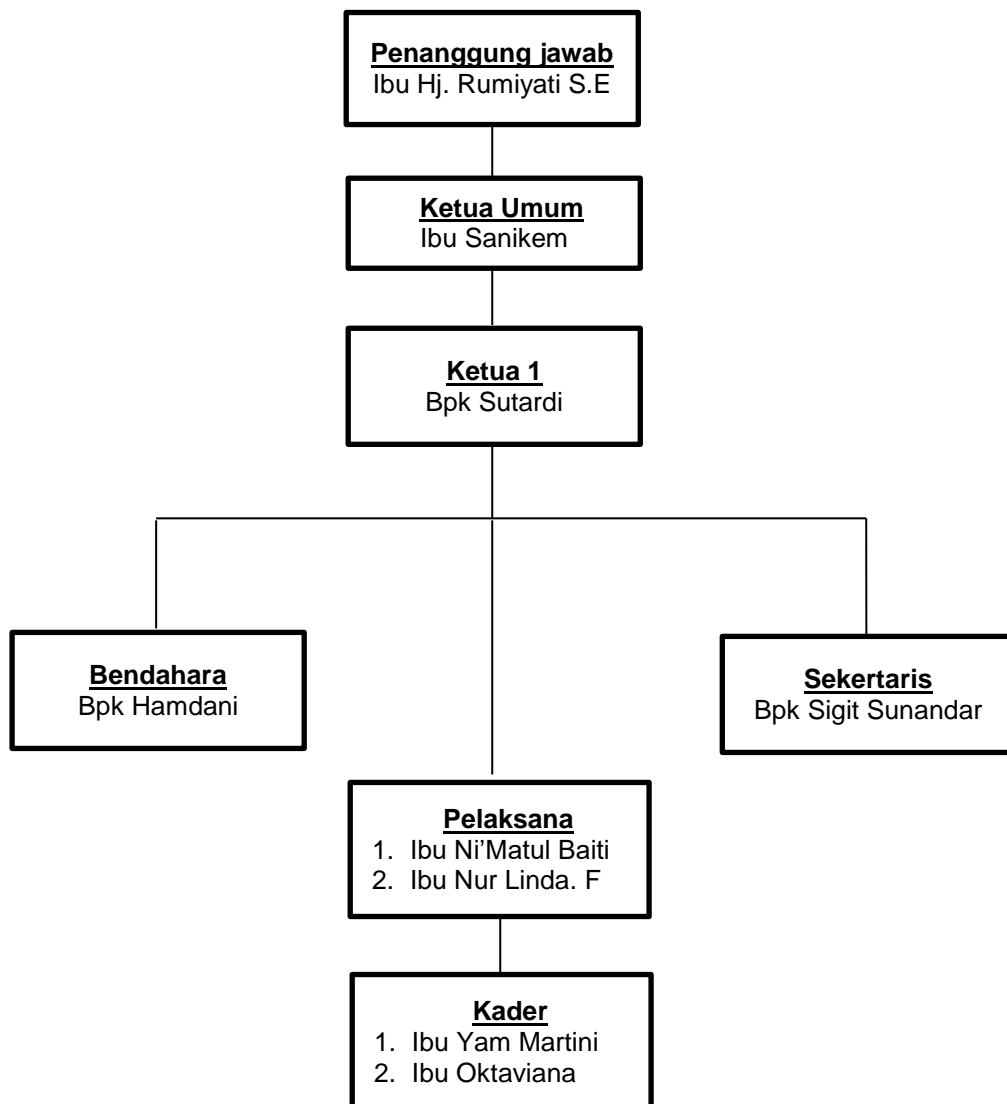 Penanggung jawab
Ibu Hj. Rumiyati S.E
Ketua Umum
Ibu Sanikem
Ketua 1
Bpk Sutardi
Bendahara
Bpk Hamdani
Sekertaris
Bpk Sigit Sunandar
Pelaksana
1. Ibu Ni’Matul Baiti
2. Ibu Nur Linda. F
Kader
1. Ibu Yam Martini
2. Ibu Oktaviana